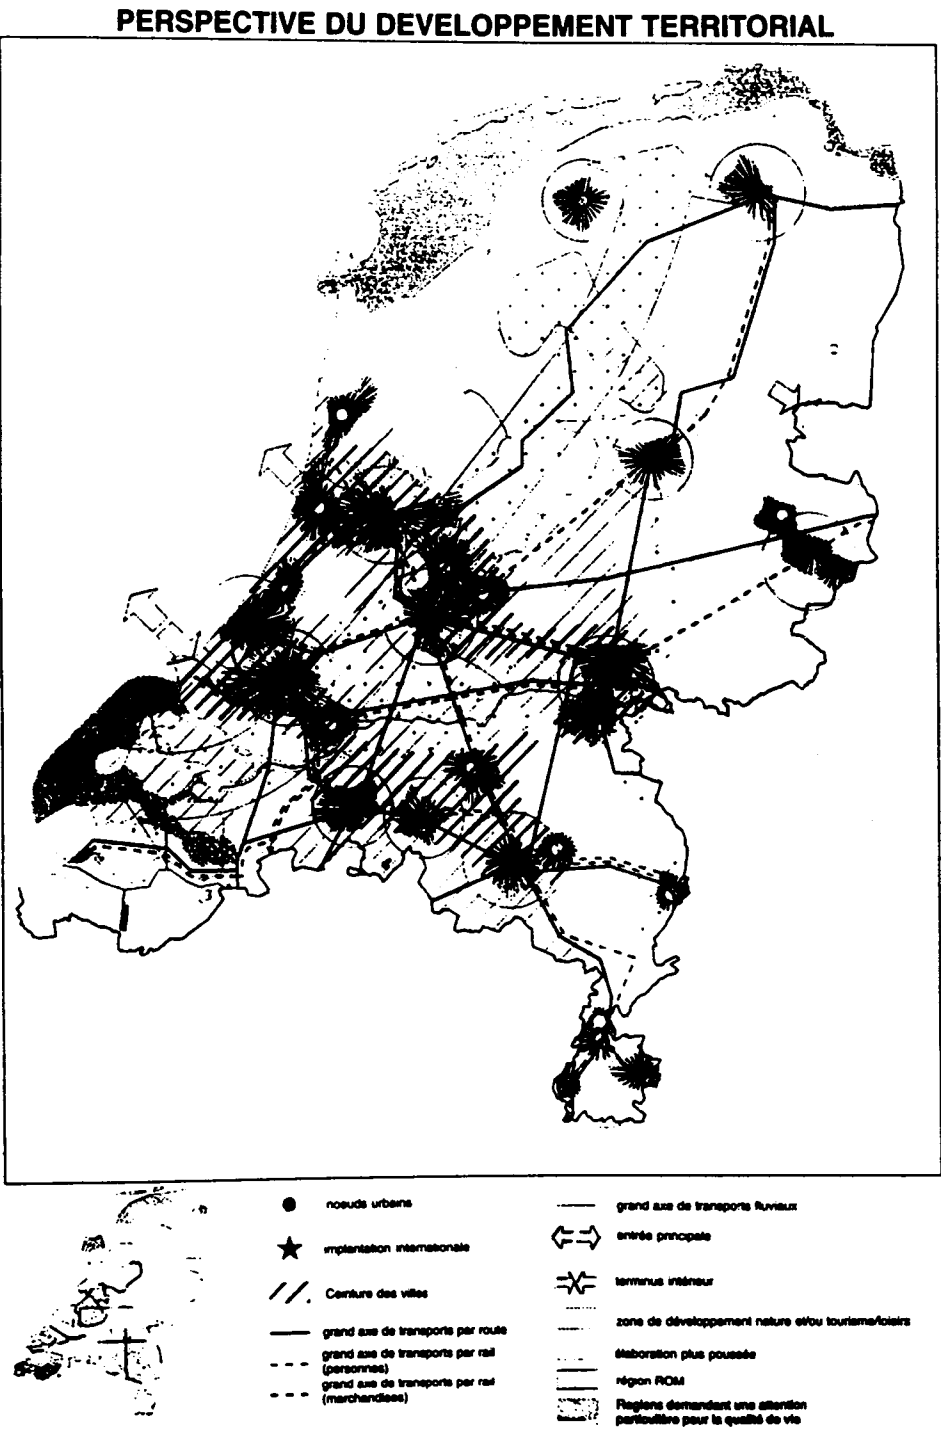 PERSPECTIVE DU DEVELOPPEMENT TERRITORIAL
noeuds urbains
implantation internationale
Ceinture des villes
grand axe de transports par route
grand axe de transports par rail
(personnes)
grand axe de transports par rail
(marchandises)
grand axe de transports fluviaux
entrée principale
terminus intérieur
zone de développement nature et/ou tourisme/loisirs
élaboration plus poussée
région ROM
Regions demandant une attention
particulière pour la qualité de vie